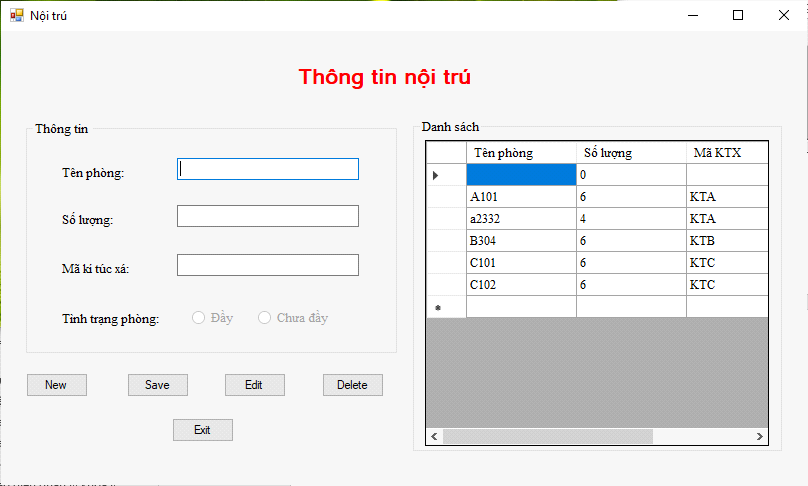 Nội trú
Thông tin nội trú
Thông tin
Tên phòng:
Số lượng:
Mã kí túc xá:
Tình trạng phòng:
Đầy
Chưa đầy
New
Save
Edit
Delete
Exit
Danh sách
Tên phòng Số lượng Mã KTX
0
A101 6 KTA
a2332 4 KTA
B304 6 KTB
C101 6 KTC
C102 6 KTC